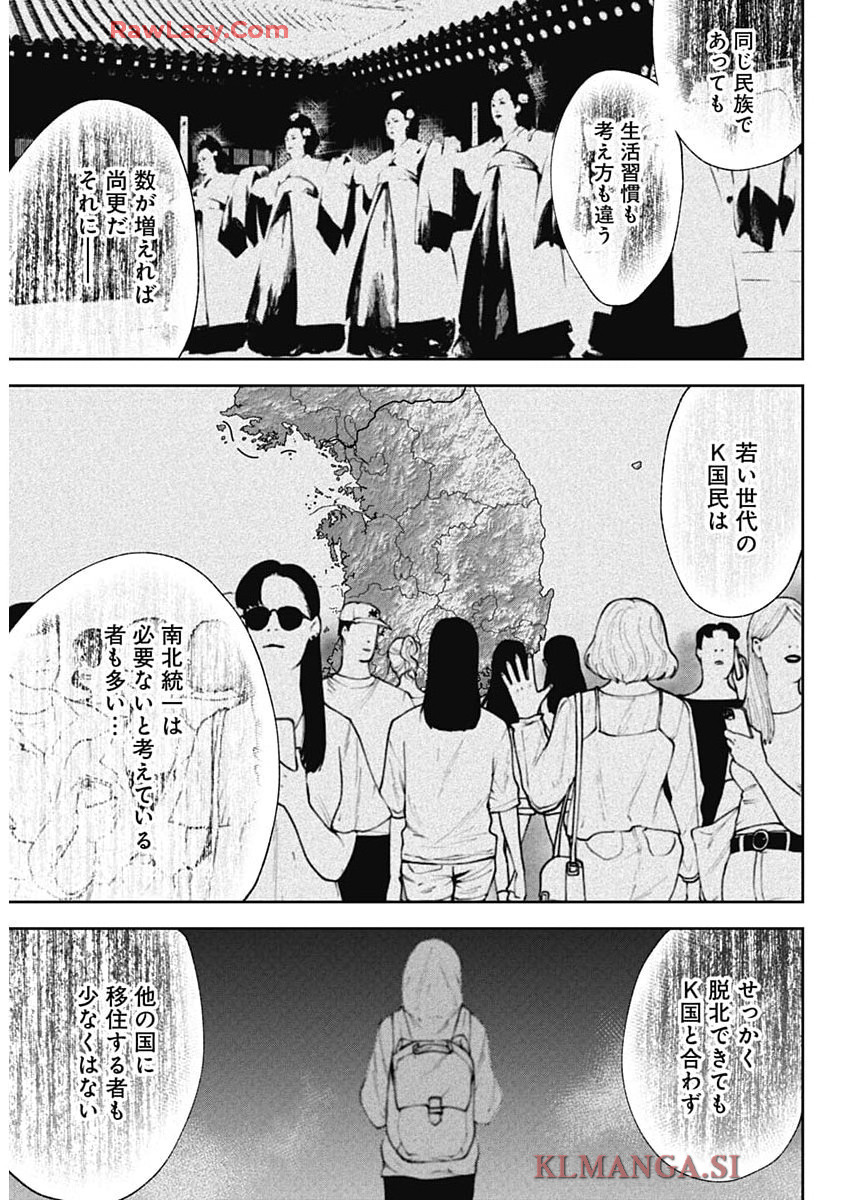 RawLazy.Com
同じ民族で
あっても
生活習慣も
考え方も違う
数が増えれば
尚更だ
それに――
若い世代の
K国民は
南北統一は
必要ないと考えている
者も多い…
せっかく
脱北できても
K国と合わず
他の国に
移住する者も
少なくはない
KLMANGA.SI